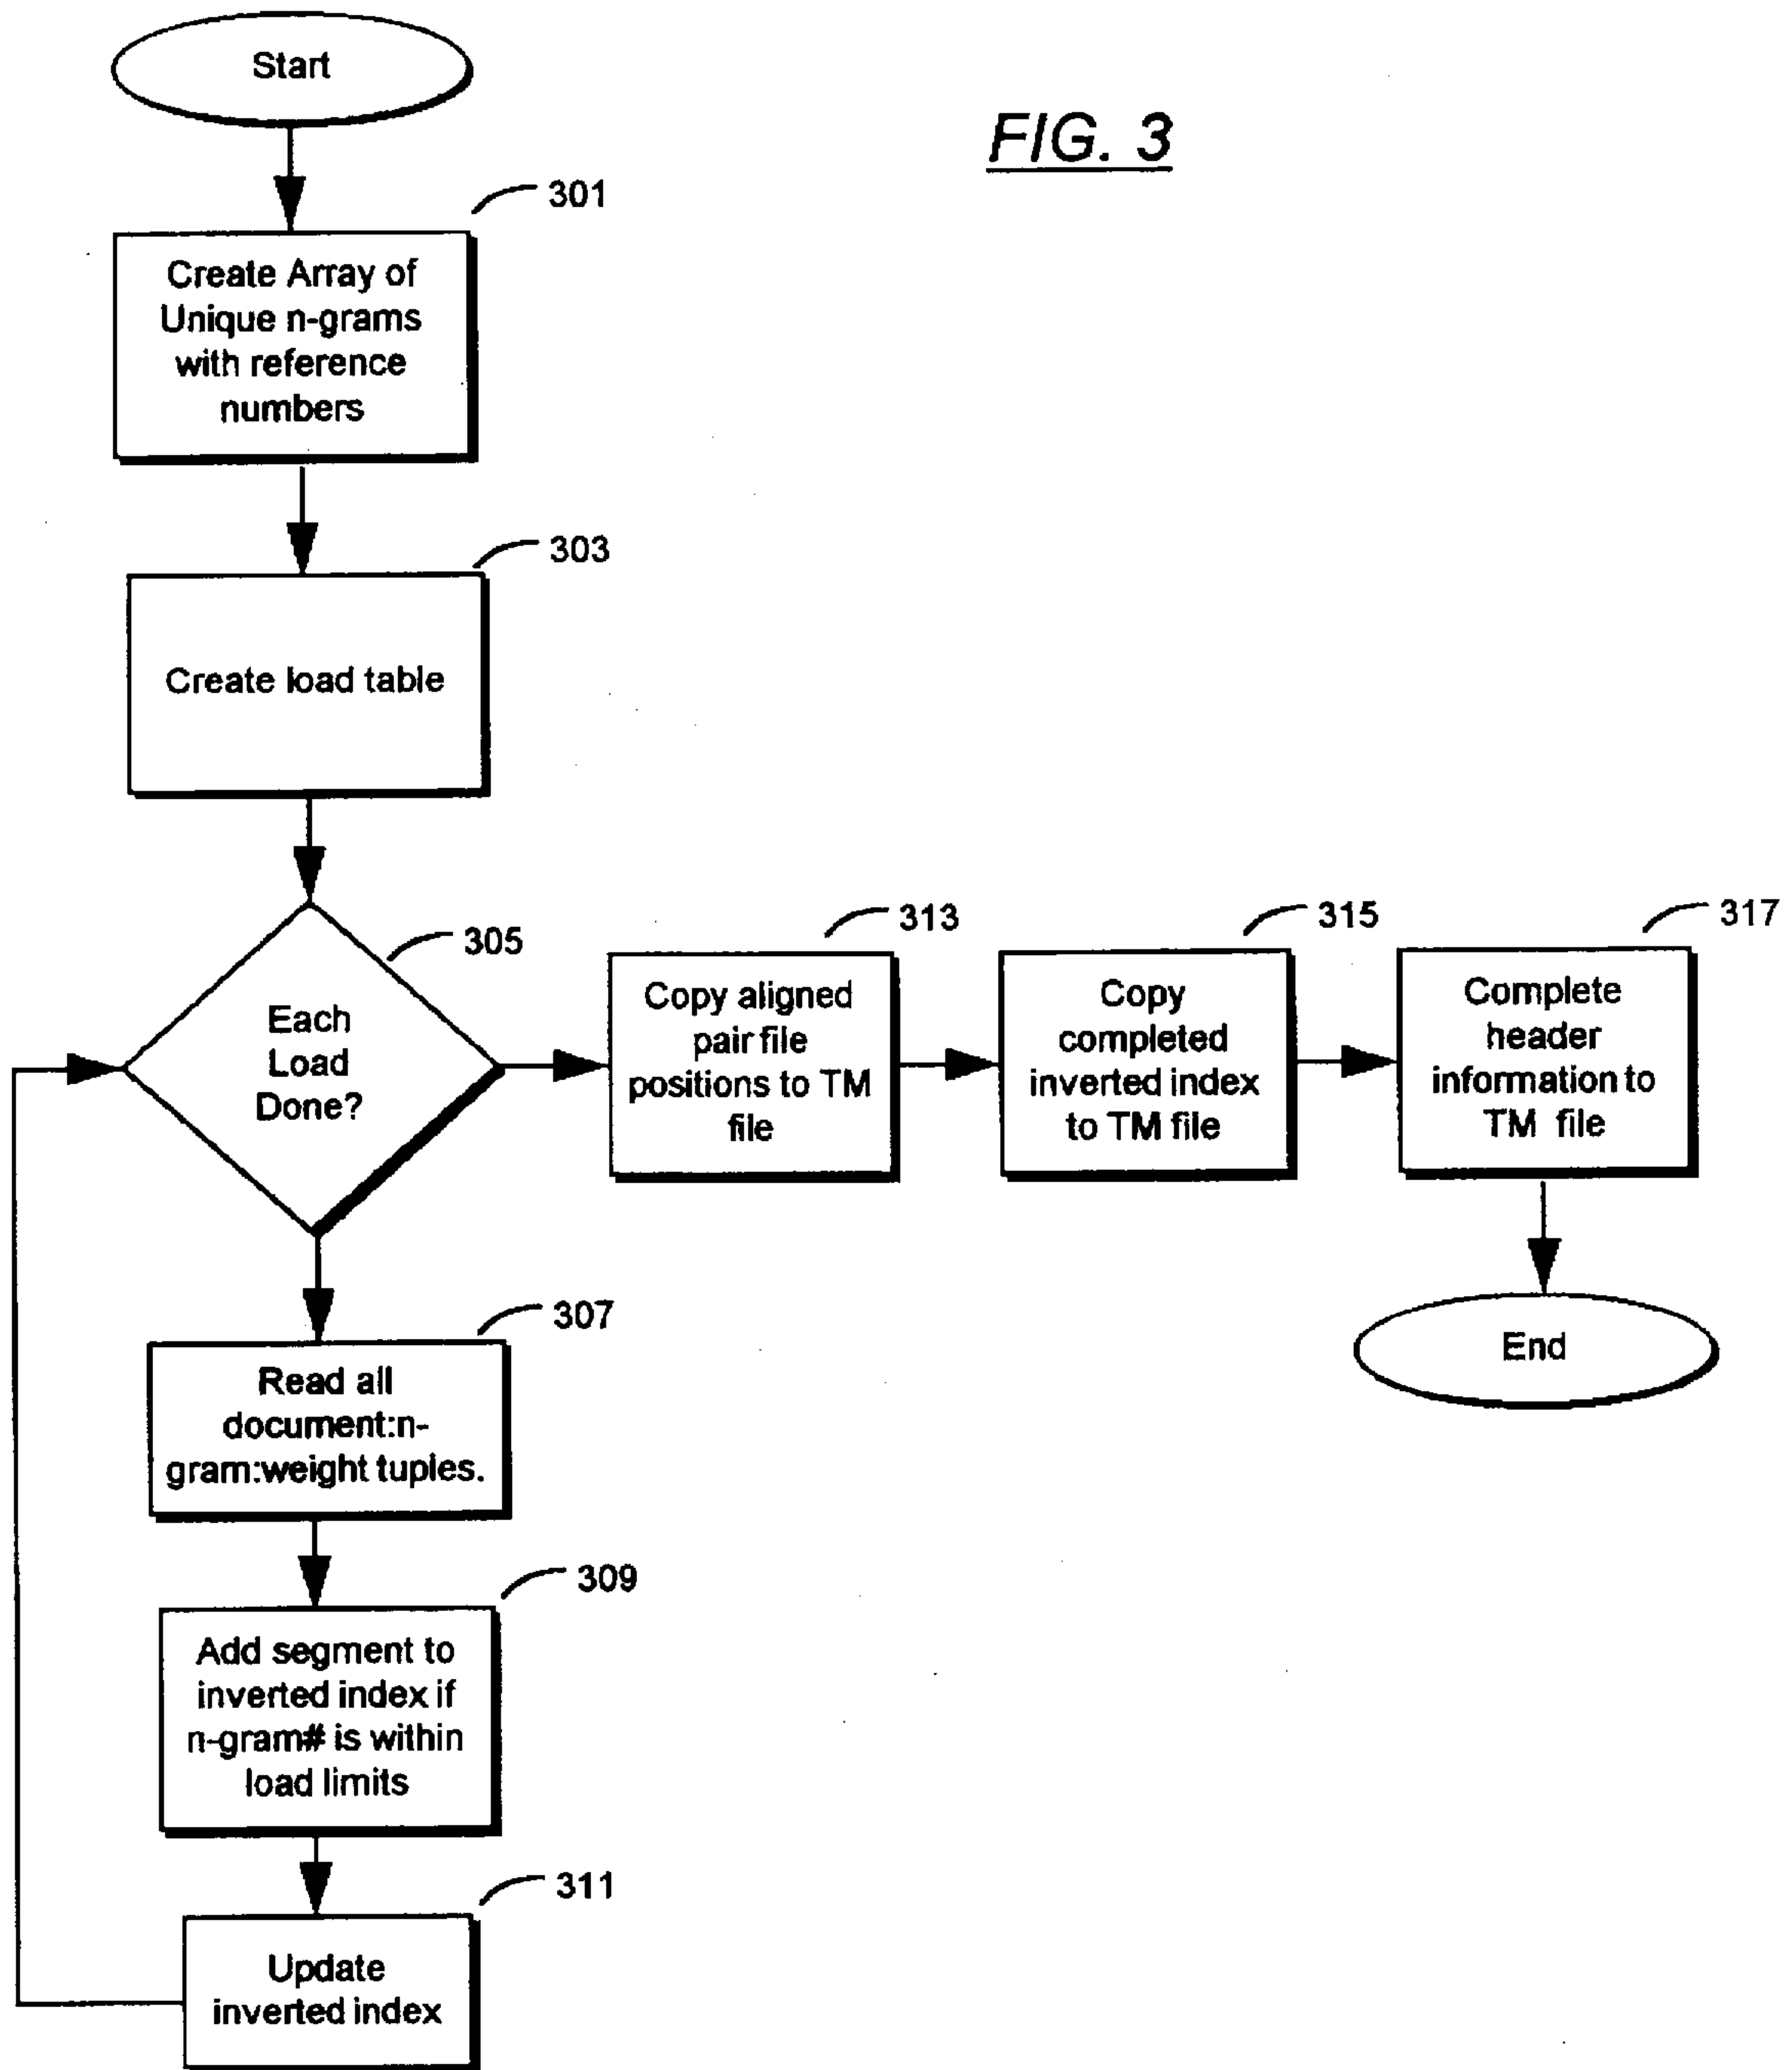 Start
FIG. 3
301
Create Array of
Unique n-grams
with reference
numbers
303
Create load table
305
Each
Load
Done?
313
Copy aligned
pair file
positions to TM
file
315
Copy
completed
inverted index
to TM file
317
Complete
header
information to
TM file
End
307
Read all
document:n-
gram:weight tuples.
309
Add segment to
inverted index if
n-gram# is within
load limits
311
Update
inverted index